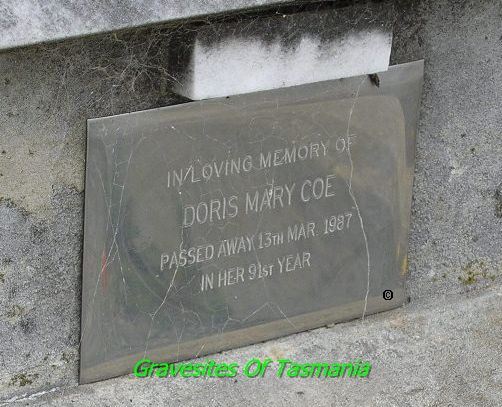 IN LOVING MEMORY OF
DORIS MARY COE
PASSED AWAY 13TH MAR. 1987
IN HER 91ST YEAR
©
Gravesites Of Tasmania